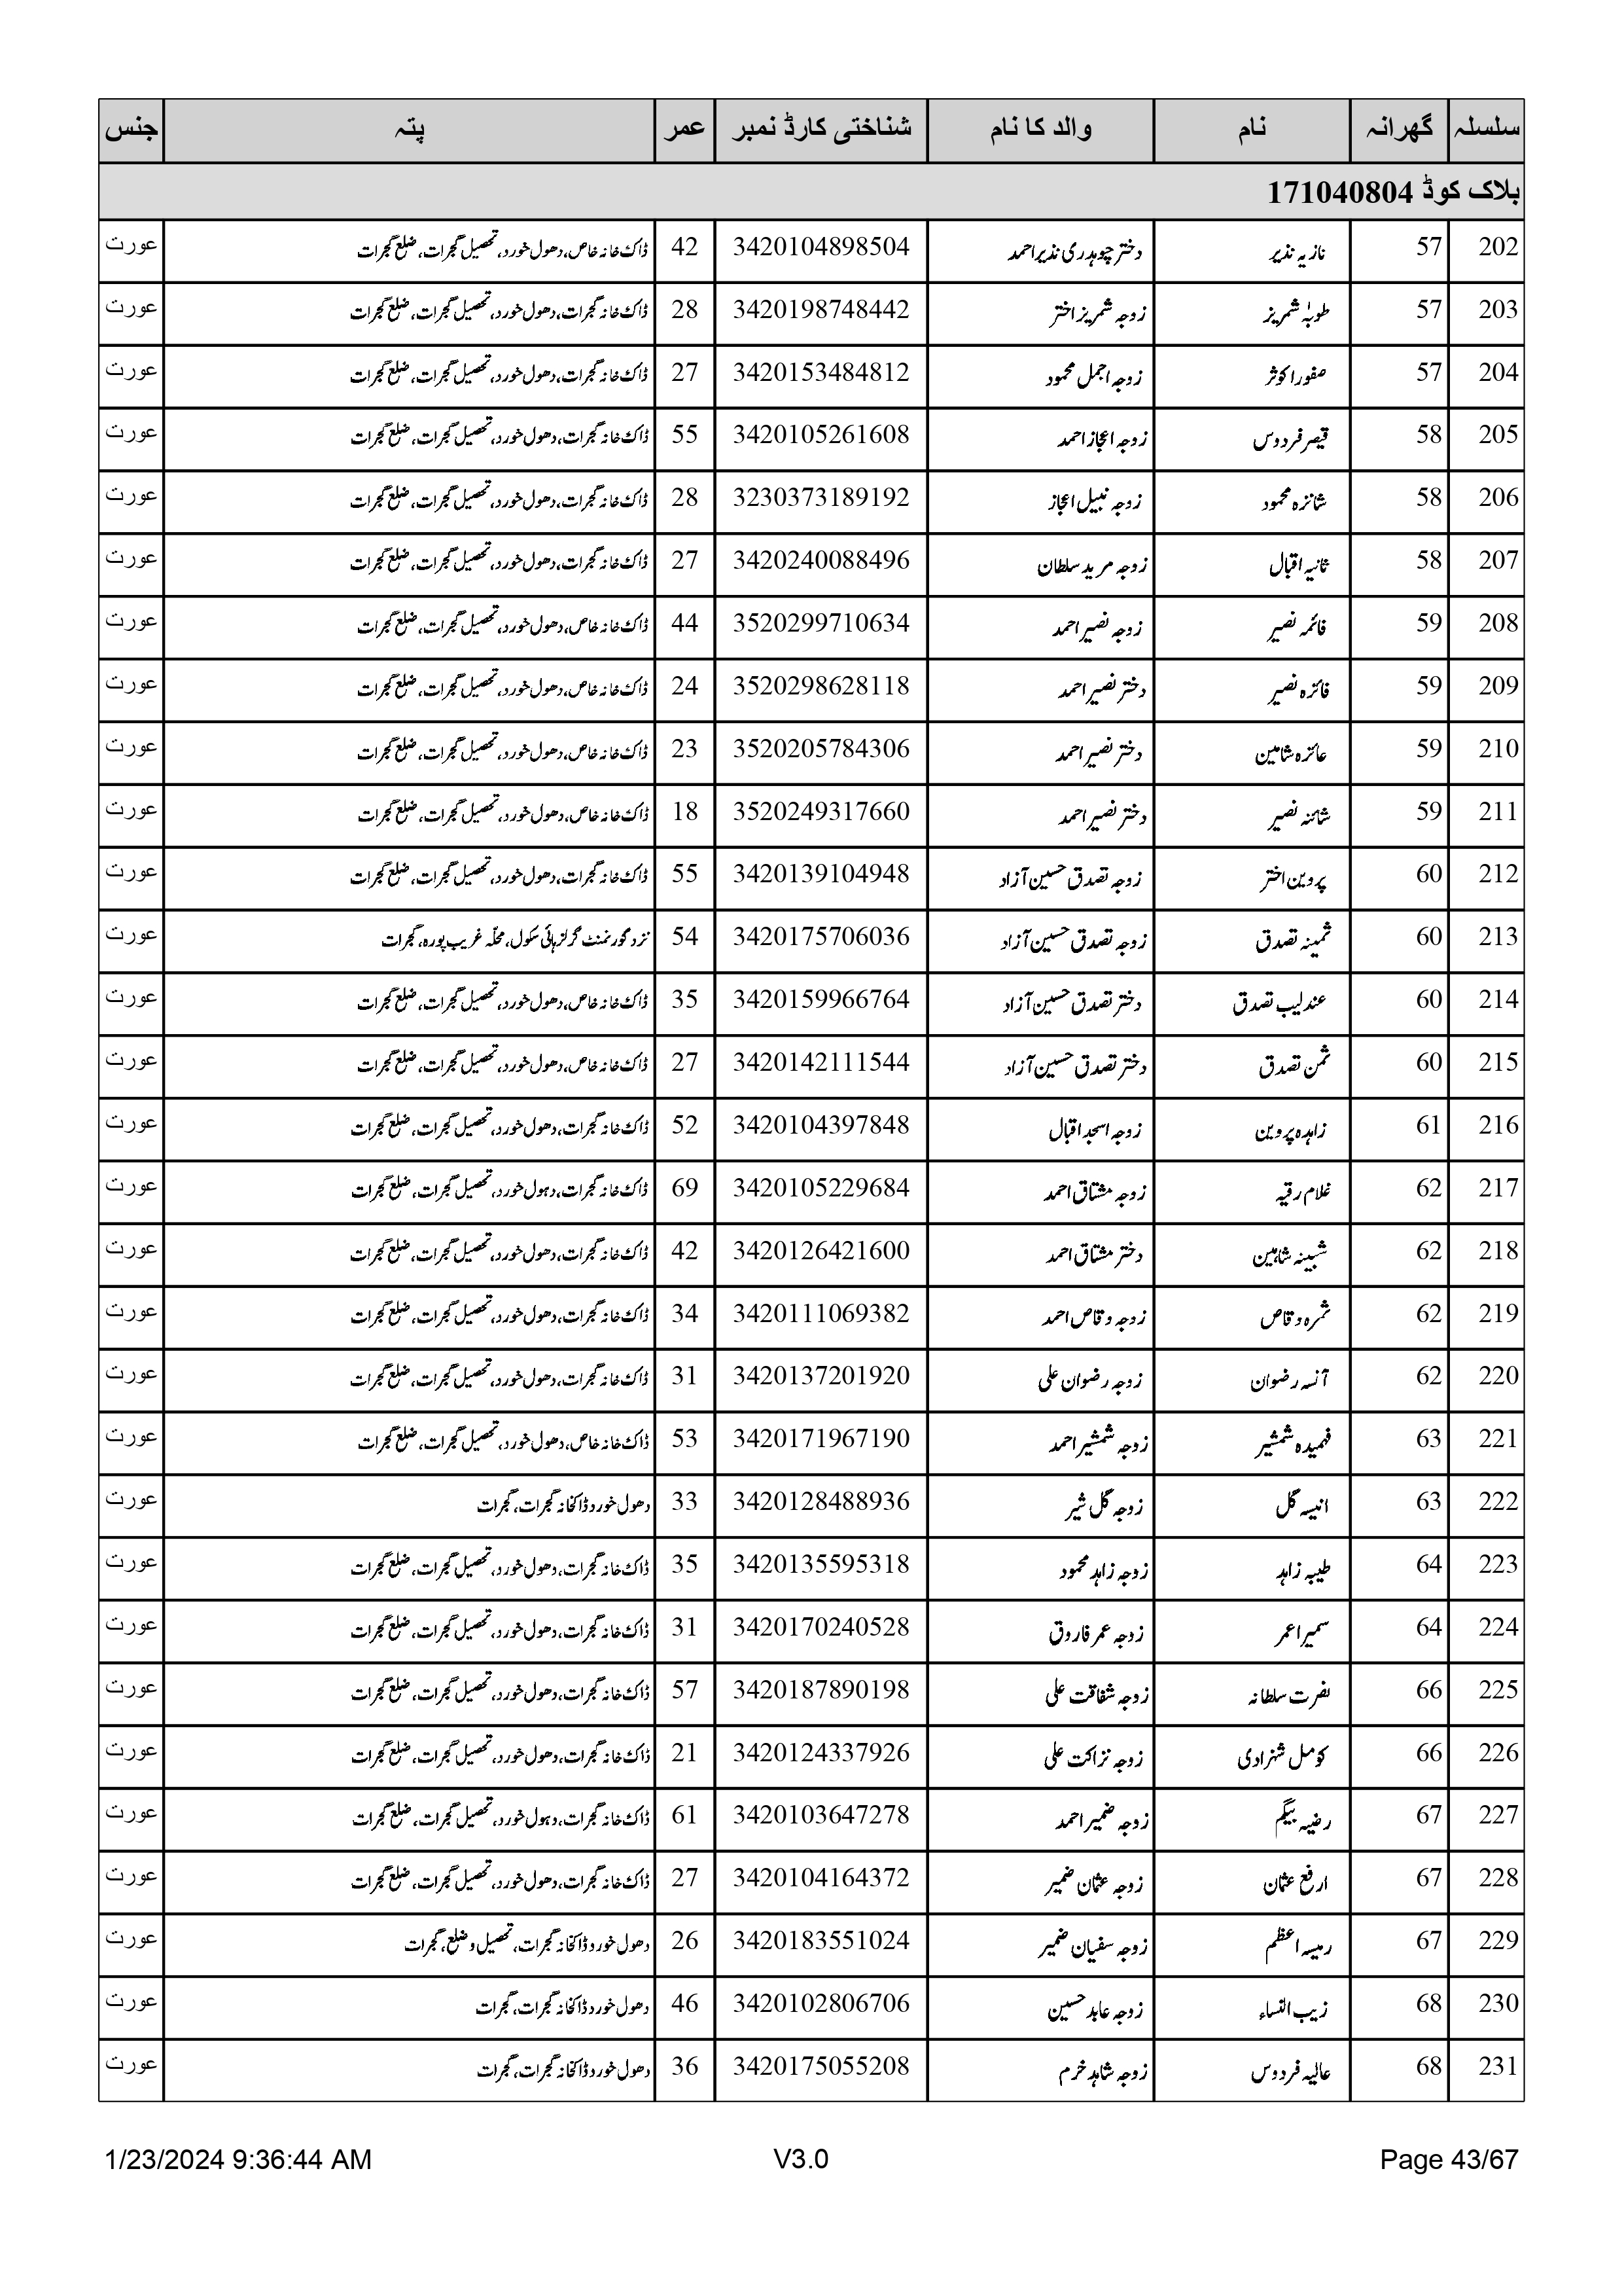 سلسلہ گھرانہ نام والد کا نام شناختی کارڈ نمبر عمر پتہ جنس
بلاک کوڈ 171040804
202 57 نازیہ نذیر دختر چوہدری نذیر احمد 3420104898504 42 ڈاک خانہ خاص، دھول خورد، تحصیل گجرات، ضلع گجرات عورت
203 57 طوبیٰ شمریز زوجہ شمریز اختر 3420198748442 28 ڈاک خانہ گجرات، دھول خورد، تحصیل گجرات، ضلع گجرات عورت
204 57 صفورا کوثر زوجہ اجمل محمود 3420153484812 27 ڈاک خانہ گجرات، دھول خورد، تحصیل گجرات، ضلع گجرات عورت
205 58 قیصر فردوس زوجہ اعجاز احمد 3420105261608 55 ڈاک خانہ گجرات، دھول خورد، تحصیل گجرات، ضلع گجرات عورت
206 58 شانزہ محمود زوجہ نبیل اعجاز 3230373189192 28 ڈاک خانہ گجرات، دھول خورد، تحصیل گجرات، ضلع گجرات عورت
207 58 ثانیہ اقبال زوجہ مرید سلطان 3420240088496 27 ڈاک خانہ گجرات، دھول خورد، تحصیل گجرات، ضلع گجرات عورت
208 59 فائمہ نصیر زوجہ نصیر احمد 3520299710634 44 ڈاک خانہ خاص، دھول خورد، تحصیل گجرات، ضلع گجرات عورت
209 59 فائزہ نصیر دختر نصیر احمد 3520298628118 24 ڈاک خانہ خاص، دھول خورد، تحصیل گجرات، ضلع گجرات عورت
210 59 عائزہ شامین دختر نصیر احمد 3520205784306 23 ڈاک خانہ خاص، دھول خورد، تحصیل گجرات، ضلع گجرات عورت
211 59 شائنہ نصیر دختر نصیر احمد 3520249317660 18 ڈاک خانہ خاص، دھول خورد، تحصیل گجرات، ضلع گجرات عورت
212 60 پروین اختر زوجہ تصدق حسین آزاد 3420139104948 55 ڈاک خانہ گجرات، دھول خورد، تحصیل گجرات، ضلع گجرات عورت
213 60 ثمینہ تصدق زوجہ تصدق حسین آزاد 3420175706036 54 نزد گورنمنٹ گرلز ہائی سکول، محلہ غریب پورہ، گجرات عورت
214 60 عندلیب تصدق دختر تصدق حسین آزاد 3420159966764 35 ڈاک خانہ خاص، دھول خورد، تحصیل گجرات، ضلع گجرات عورت
215 60 ثمن تصدق دختر تصدق حسین آزاد 3420142111544 27 ڈاک خانہ خاص، دھول خورد، تحصیل گجرات، ضلع گجرات عورت
216 61 زاہدہ پروین زوجہ اسجد اقبال 3420104397848 52 ڈاک خانہ گجرات، دھول خورد، تحصیل گجرات، ضلع گجرات عورت
217 62 غلام رقیہ زوجہ مشتاق احمد 3420105229684 69 ڈاک خانہ گجرات، دہول خورد، تحصیل گجرات، ضلع گجرات عورت
218 62 شبینہ شاہین دختر مشتاق احمد 3420126421600 42 ڈاک خانہ گجرات، دھول خورد، تحصیل گجرات، ضلع گجرات عورت
219 62 ثمرہ وقاص زوجہ وقاص احمد 3420111069382 34 ڈاک خانہ گجرات، دھول خورد، تحصیل گجرات، ضلع گجرات عورت
220 62 آنسہ رضوان زوجہ رضوان علی 3420137201920 31 ڈاک خانہ گجرات، دھول خورد، تحصیل گجرات، ضلع گجرات عورت
221 63 فہمیدہ شمشیر زوجہ شمشیر احمد 3420171967190 53 ڈاک خانہ خاص، دھول خورد، تحصیل گجرات، ضلع گجرات عورت
222 63 انیسہ گل زوجہ گل شیر 3420128488936 33 دھول خورد ڈاکخانہ گجرات، گجرات عورت
223 64 طیبہ زاہد زوجہ زاہد محمود 3420135595318 35 ڈاک خانہ گجرات، دھول خورد، تحصیل گجرات، ضلع گجرات عورت
224 64 سمیرا عمر زوجہ عمر فاروق 3420170240528 31 ڈاک خانہ گجرات، دھول خورد، تحصیل گجرات، ضلع گجرات عورت
225 66 نصرت سلطانہ زوجہ شفاقت علی 3420187890198 57 ڈاک خانہ گجرات، دھول خورد، تحصیل گجرات، ضلع گجرات عورت
226 66 کومل شہزادی زوجہ نزاکت علی 3420124337926 21 ڈاک خانہ گجرات، دھول خورد، تحصیل گجرات، ضلع گجرات عورت
227 67 رضیہ بیگم زوجہ ضمیر احمد 3420103647278 61 ڈاک خانہ گجرات، دہول خورد، تحصیل گجرات، ضلع گجرات عورت
228 67 ارفع عثمان زوجہ عثمان ضمیر 3420104164372 27 ڈاک خانہ گجرات، دھول خورد، تحصیل گجرات، ضلع گجرات عورت
229 67 رمیسہ اعظم زوجہ سفیان ضمیر 3420183551024 26 دھول خورد ڈاکخانہ گجرات، تحصیل و ضلع، گجرات عورت
230 68 زیب النساء زوجہ عابد حسین 3420102806706 46 دھول خورد ڈاکخانہ گجرات، گجرات عورت
231 68 عالیہ فردوس زوجہ شاہد خرم 3420175055208 36 دھول خورد ڈاکخانہ گجرات، گجرات عورت
1/23/2024 9:36:44 AM V3.0 Page 43/67